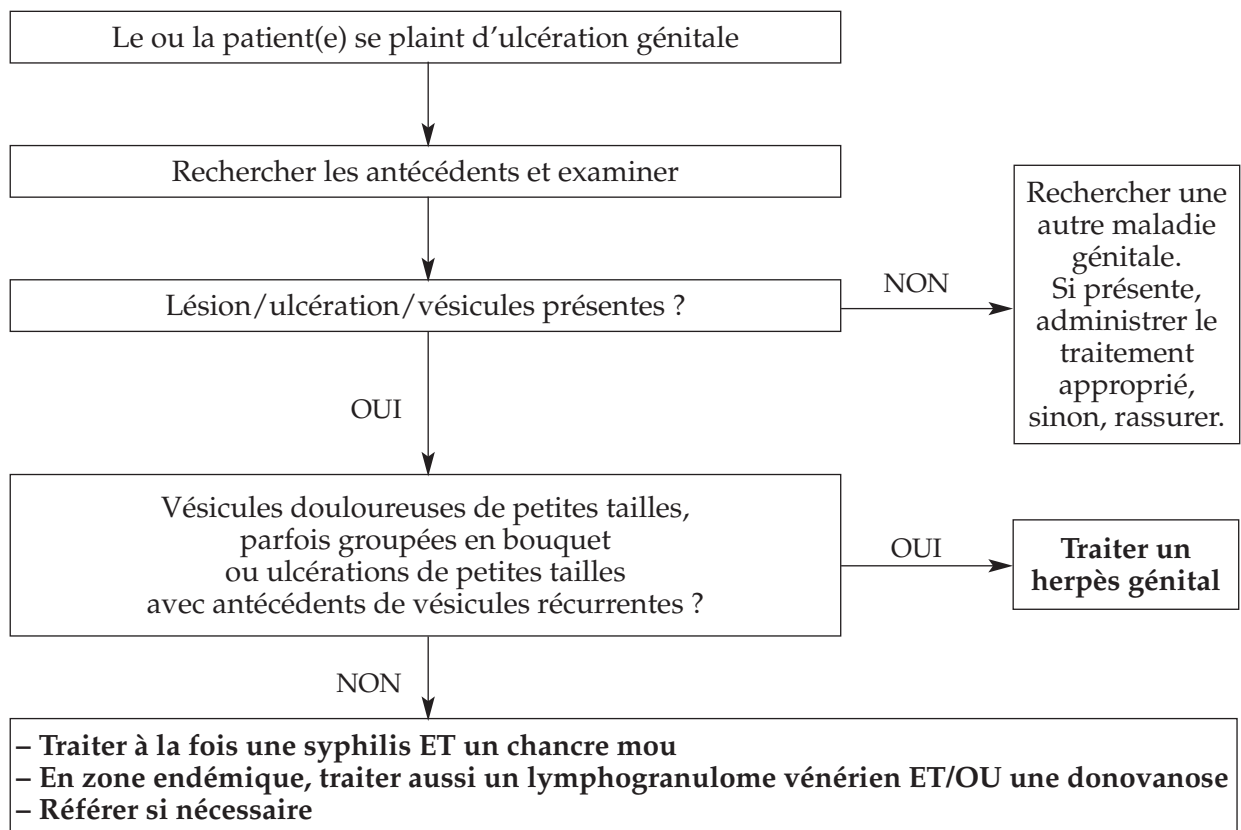 Le ou la patient(e) se plaint d’ulcération génitale
Rechercher les antécédents et examiner
Lésion/ulcération/vésicules présentes ?
NON
Rechercher une
autre maladie
génitale.
Si présente,
administrer le
traitement
approprié,
sinon, rassurer.
OUI
Vésicules douloureuses de petites tailles,
parfois groupées en bouquet
ou ulcérations de petites tailles
avec antécédents de vésicules récurrentes ?
OUI
Traiter un
herpès génital
NON
– Traiter à la fois une syphilis ET un chancre mou
– En zone endémique, traiter aussi un lymphogranulome vénérien ET/OU une donovanose
– Référer si nécessaire